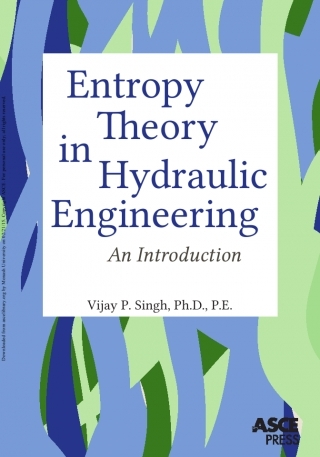 Entropy
Theory
in
Hydraulic
Engineering
An Introduction
Vijay P. Singh, Ph.D., P.E.
ASCE
PRESS